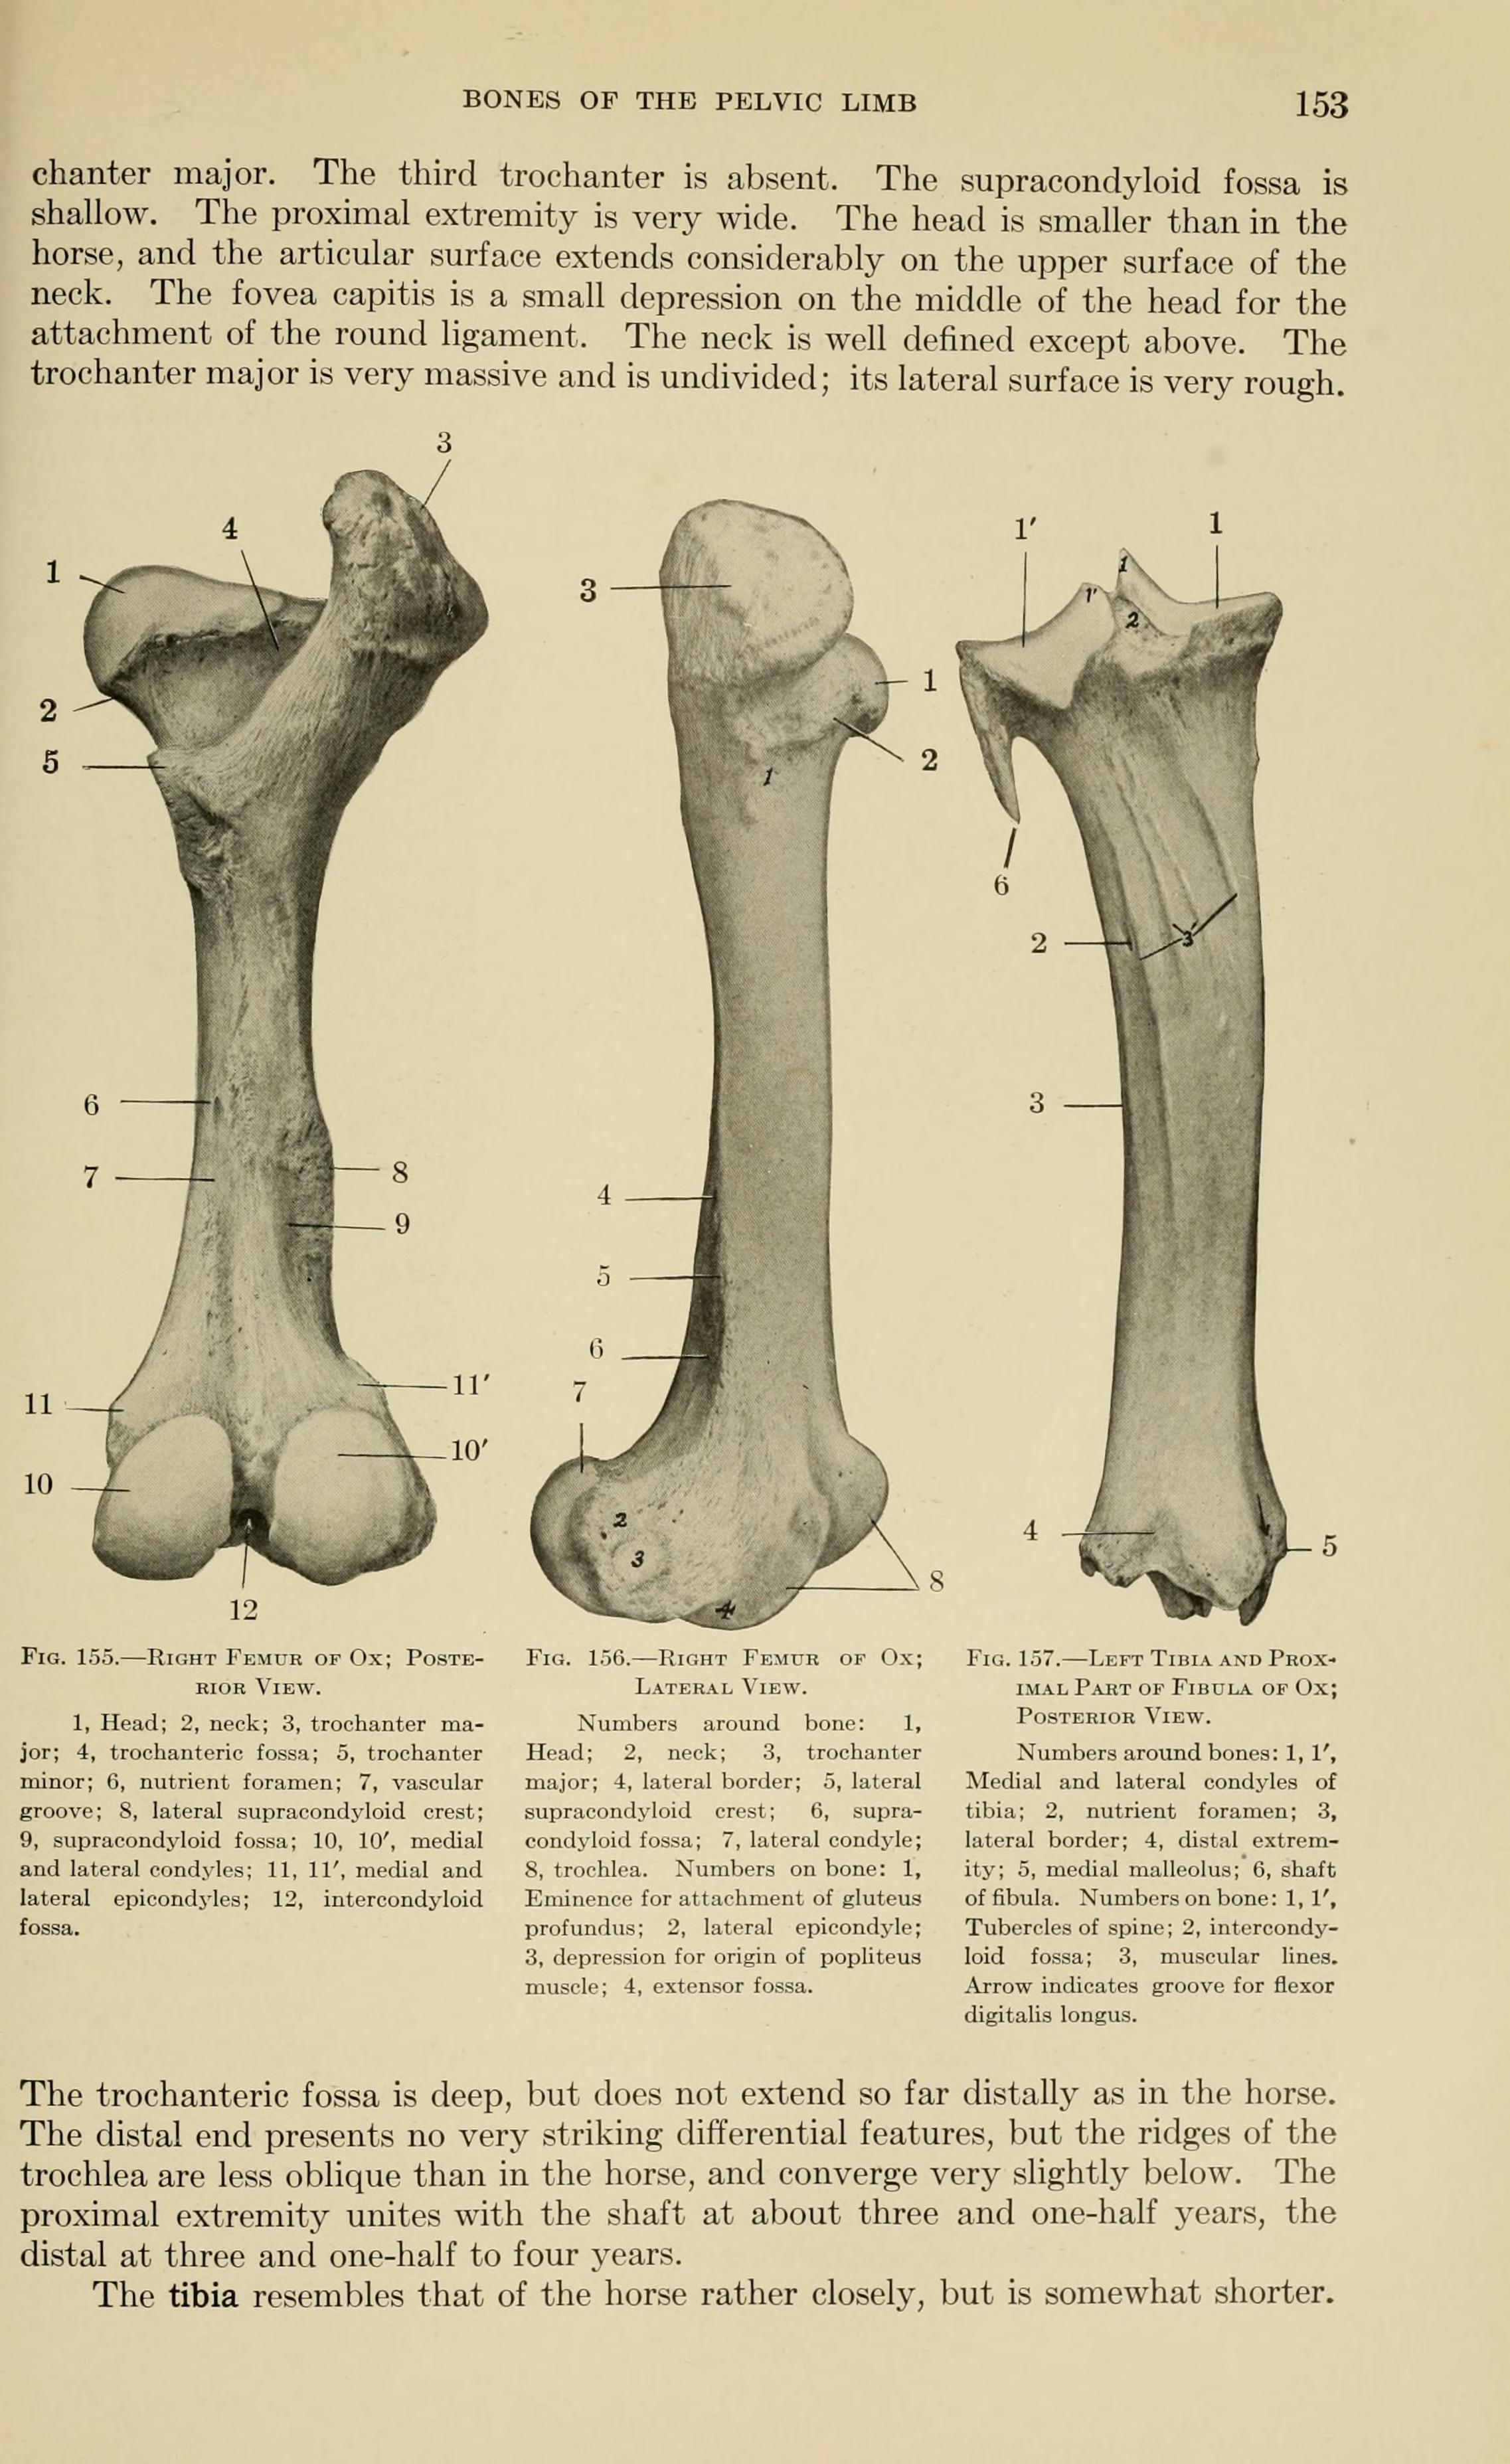 BONES OF THE PELVIC LIMB 153
chanter major. The third trochanter is absent. The supracondyloid fossa is
shallow. The proximal extremity is very wide. The head is smaller than in the
horse, and the articular surface extends considerably on the upper surface of the
neck. The fovea capitis is a small depression on the middle of the head for the
attachment of the round ligament. The neck is well defined except above. The
trochanter major is very massive and is undivided; its lateral surface is very rough.
3
4
1
2
5
6
7
8
9
11
11′
10′
10
12
3
1
2
1
4
5
6
7
2
3
4
8
1′
1
1
1′
2
6
2
3
3
4
5
FIG. 155.—RIGHT FEMUR OF OX; POSTE-
RIOR VIEW.
1, Head; 2, neck; 3, trochanter ma-
jor; 4, trochanteric fossa; 5, trochanter
minor; 6, nutrient foramen; 7, vascular
groove; 8, lateral supracondyloid crest;
9, supracondyloid fossa; 10, 10′, medial
and lateral condyles; 11, 11′, medial and
lateral epicondyles; 12, intercondyloid
fossa.
FIG. 156.—RIGHT FEMUR OF OX;
LATERAL VIEW.
Numbers around bone: 1,
Head; 2, neck; 3, trochanter
major; 4, lateral border; 5, lateral
supracondyloid crest; 6, supra-
condyloid fossa; 7, lateral condyle;
8, trochlea. Numbers on bone: 1,
Eminence for attachment of gluteus
profundus; 2, lateral epicondyle;
3, depression for origin of popliteus
muscle; 4, extensor fossa.
FIG. 157.—LEFT TIBIA AND PROX-
IMAL PART OF FIBULA OF OX;
POSTERIOR VIEW.
Numbers around bones: 1, 1′,
Medial and lateral condyles of
tibia; 2, nutrient foramen; 3,
lateral border; 4, distal extrem-
ity; 5, medial malleolus; 6, shaft
of fibula. Numbers on bone: 1, 1′,
Tubercles of spine; 2, intercondy-
loid fossa; 3, muscular lines.
Arrow indicates groove for flexor
digitalis longus.
The trochanteric fossa is deep, but does not extend so far distally as in the horse.
The distal end presents no very striking differential features, but the ridges of the
trochlea are less oblique than in the horse, and converge very slightly below. The
proximal extremity unites with the shaft at about three and one-half years, the
distal at three and one-half to four years.
The tibia resembles that of the horse rather closely, but is somewhat shorter.